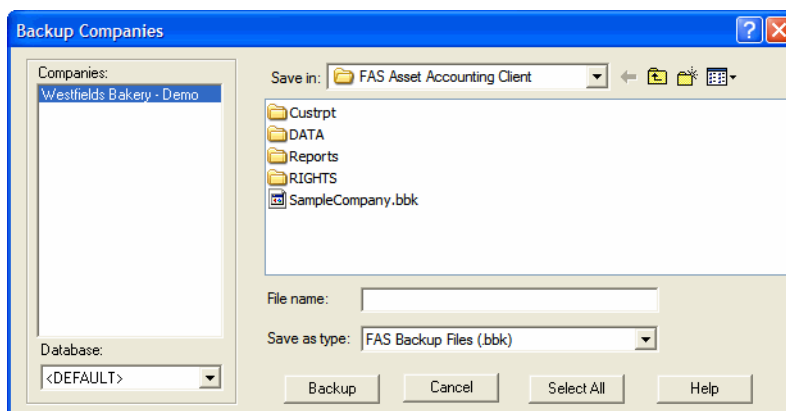 Backup Companies
Companies:
Westfields Bakery - Demo
Database:
<DEFAULT>
Save in: FAS Asset Accounting Client
Custrpt
DATA
Reports
RIGHTS
SampleCompany.bbk
File name:
Save as type: FAS Backup Files (.bbk)
Backup Cancel Select All Help